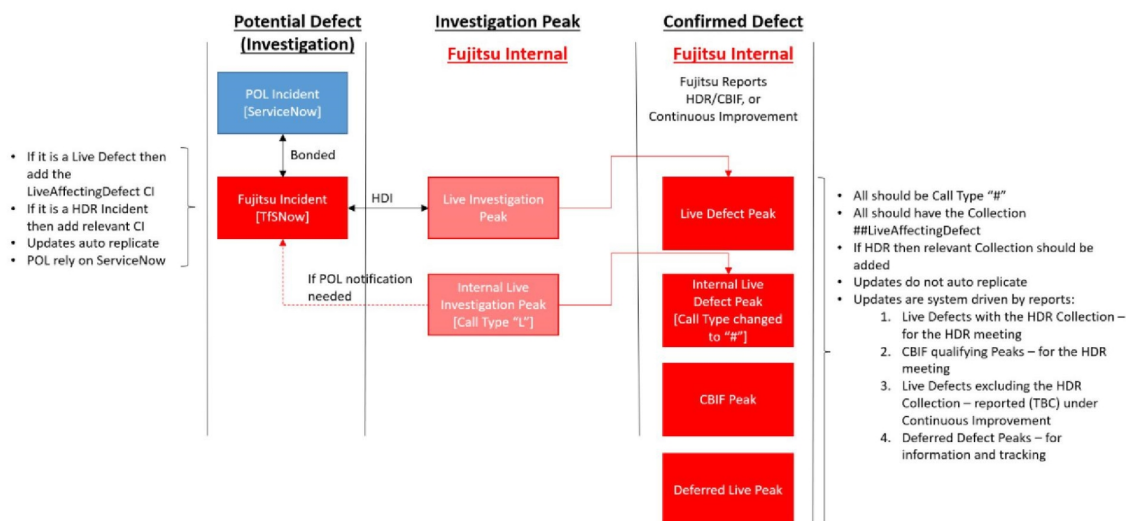 Potential Defect
(Investigation)
Investigation Peak
Fujitsu Internal
Confirmed Defect
Fujitsu Internal
Fujitsu Reports
HDR/CBIF, or
Continuous Improvement
POL Incident
[ServiceNow]
Bonded
• If it is a Live Defect then
add the
LiveAffectingDefect CI
• If it is a HDR Incident
then add relevant CI
• Updates auto replicate
• POL rely on ServiceNow
Fujitsu Incident
[TfSNow]
HDI
Live Investigation
Peak
Live Defect Peak
If POL notification
needed
Internal Live
Investigation Peak
[Call Type “L”]
Internal Live
Defect Peak
[Call Type changed
to “#”]
CBIF Peak
Deferred Live Peak
• All should be Call Type “#”
• All should have the Collection
##LiveAffectingDefect
• If HDR then relevant Collection should be
added
• Updates do not auto replicate
• Updates are system driven by reports:
1. Live Defects with the HDR Collection –
for the HDR meeting
2. CBIF qualifying Peaks – for the HDR
meeting
3. Live Defects excluding the HDR
Collection – reported (TBC) under
Continuous Improvement
4. Deferred Defect Peaks – for
information and tracking